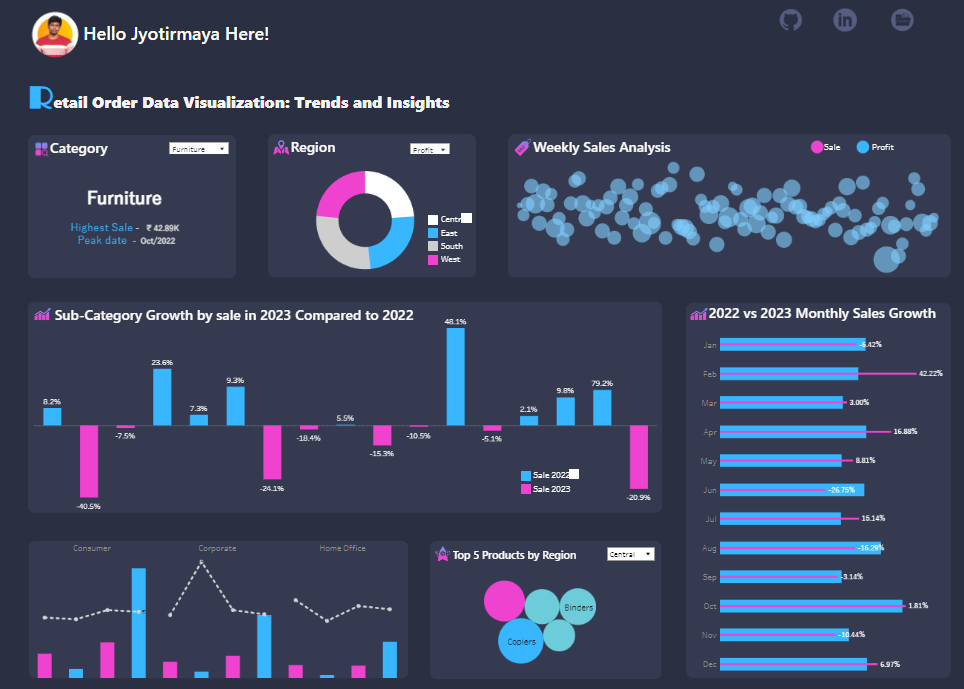 Hello Jyotirmaya Here!
Retail Order Data Visualization: Trends and Insights
Category
Furniture
Furniture
Highest Sale - ₹ 42.89K
Peak date - Oct/2022
Region
Profit
Centr
East
South
West
Weekly Sales Analysis
Sale
Profit
Sub-Category Growth by sale in 2023 Compared to 2022
8.2%
-40.5%
-7.5%
23.6%
7.3%
9.3%
-24.1%
-18.4%
5.5%
-15.3%
-10.5%
48.1%
-5.1%
2.1%
9.8%
79.2%
-20.9%
Sale 2022
Sale 2023
2022 vs 2023 Monthly Sales Growth
Jan -6.42%
Feb 42.22%
Mar 3.00%
Apr 16.88%
May 8.81%
Jun -26.75%
Jul 15.14%
Aug -16.29%
Sep -3.14%
Oct 1.81%
Nov -10.44%
Dec 6.97%
Consumer
Corporate
Home Office
Top 5 Products by Region
Central
Binders
Copiers